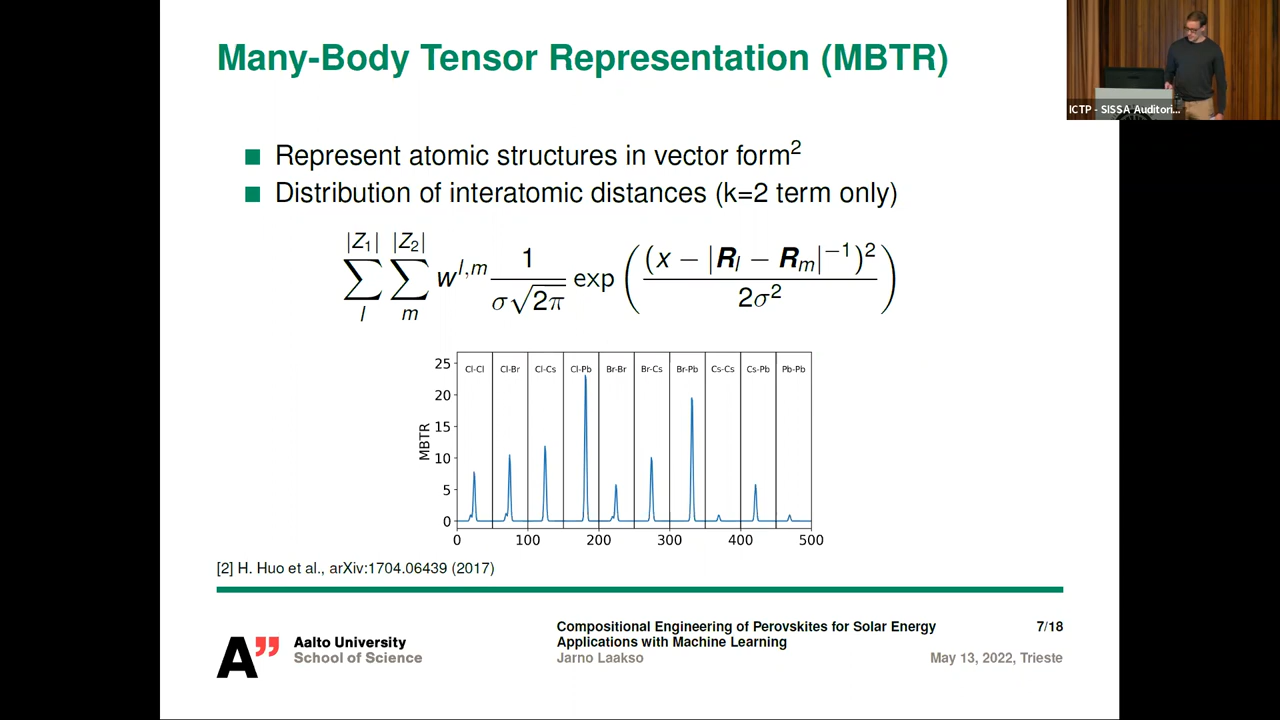 Many-Body Tensor Representation (MBTR)
ICTP - SISSA Auditori...
Represent atomic structures in vector form²
Distribution of interatomic distances (k=2 term only)
|Z₁| |Z₂|
∑ ∑ w^{l,m} 1/(σ√2π) exp((x − |R_l − R_m|⁻¹)²/2σ²)
l m
MBTR
25
20
15
10
5
0
Cl-Cl Cl-Br Cl-Cs Cl-Pb Br-Br Br-Cs Br-Pb Cs-Cs Cs-Pb Pb-Pb
0 100 200 300 400 500
[2] H. Huo et al., arXiv:1704.06439 (2017)
A”
Aalto University
School of Science
Compositional Engineering of Perovskites for Solar Energy
Applications with Machine Learning
Jarno Laakso
7/18
May 13, 2022, Trieste